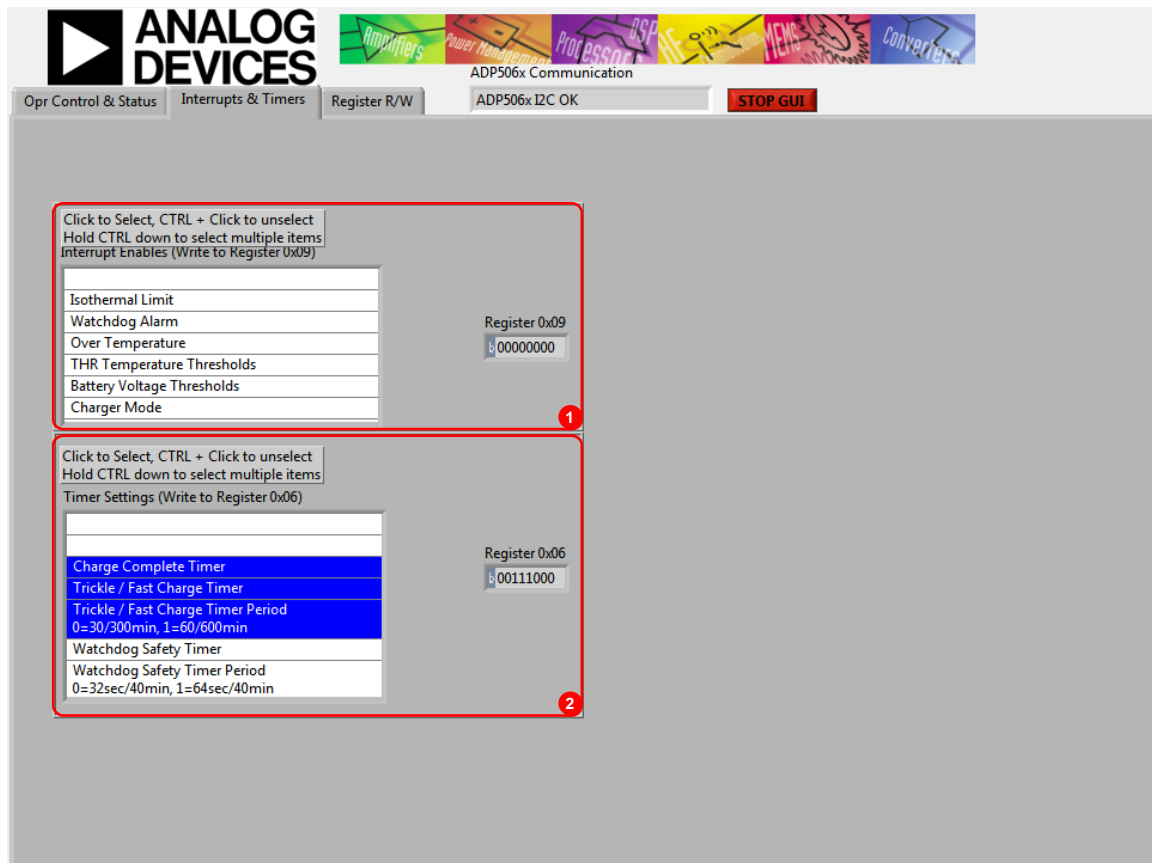 ANALOG
DEVICES
Amplifiers
Power Management
Processors
DSP
RF
MEMS
Converters
ADP506x Communication
Opr Control & Status
Interrupts & Timers
Register R/W
ADP506x I2C OK
STOP GUI
Click to Select, CTRL + Click to unselect
Hold CTRL down to select multiple items
Interrupt Enables (Write to Register 0x09)
Isothermal Limit
Watchdog Alarm
Over Temperature
THR Temperature Thresholds
Battery Voltage Thresholds
Charger Mode
Register 0x09
b 00000000
1
Click to Select, CTRL + Click to unselect
Hold CTRL down to select multiple items
Timer Settings (Write to Register 0x06)
Charge Complete Timer
Trickle / Fast Charge Timer
Trickle / Fast Charge Timer Period
0=30/300min, 1=60/600min
Watchdog Safety Timer
Watchdog Safety Timer Period
0=32sec/40min, 1=64sec/40min
Register 0x06
b 00111000
2